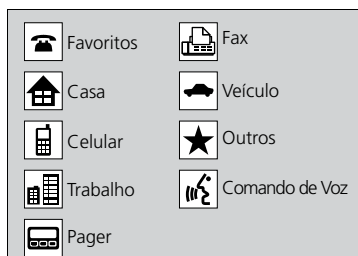 Favoritos
Casa
Celular
Trabalho
Pager
Fax
Veículo
Outros
Comando de Voz